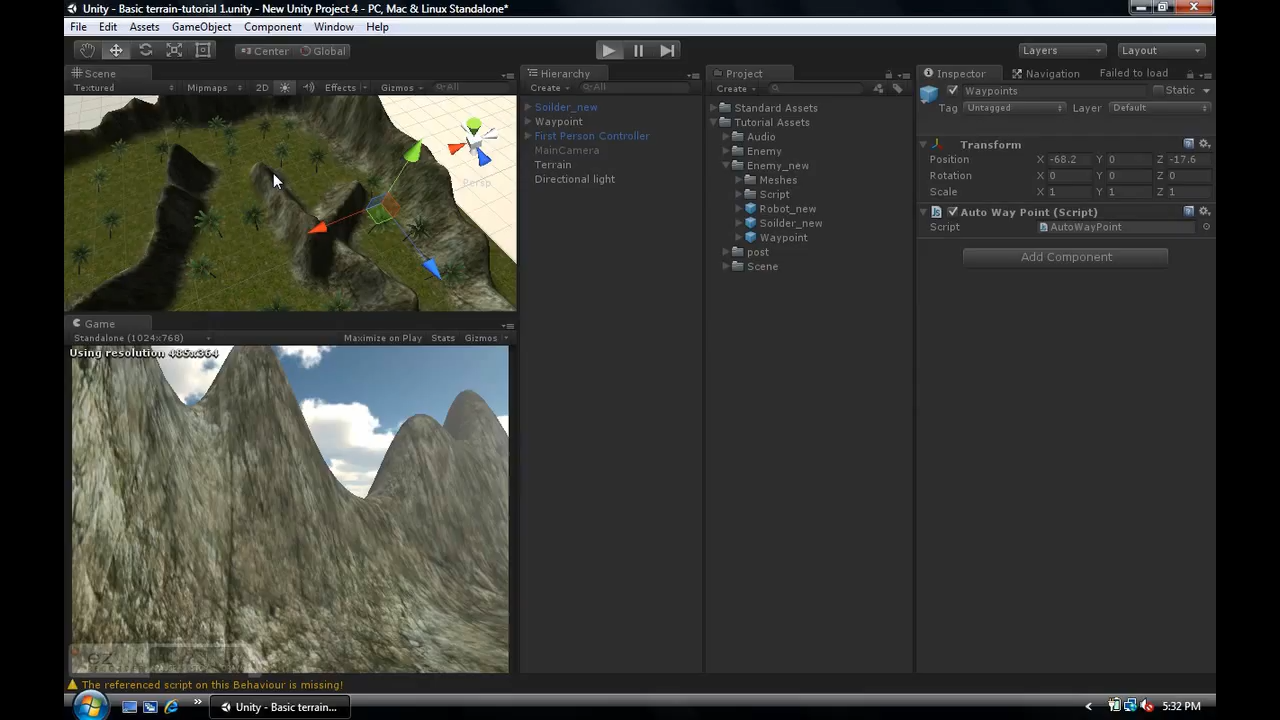 Unity - Basic terrain-tutorial 1.unity - New Unity Project 4 - PC, Mac & Linux Standalone*
File Edit Assets GameObject Component Window Help
Center Global Layers Layout
Scene
Textured Mipmaps 2D Effects Gizmos All
Persp
Game
Standalone (1024x768) Maximize on Play Stats Gizmos
Using resolution 485x364
ez
Hierarchy
Create All
Soilder_new
Waypoint
First Person Controller
MainCamera
Terrain
Directional light
Project
Create
Standard Assets
Tutorial Assets
Audio
Enemy
Enemy_new
Meshes
Script
Robot_new
Soilder_new
Waypoint
post
Scene
Inspector Navigation Failed to load
Waypoints Static
Tag Untagged Layer Default
Transform
Position X -68.2 Y 0 Z -17.6
Rotation X 0 Y 0 Z 0
Scale X 1 Y 1 Z 1
Auto Way Point (Script)
Script AutoWayPoint
Add Component
The referenced script on this Behaviour is missing!
Unity - Basic terrain... 5:32 PM